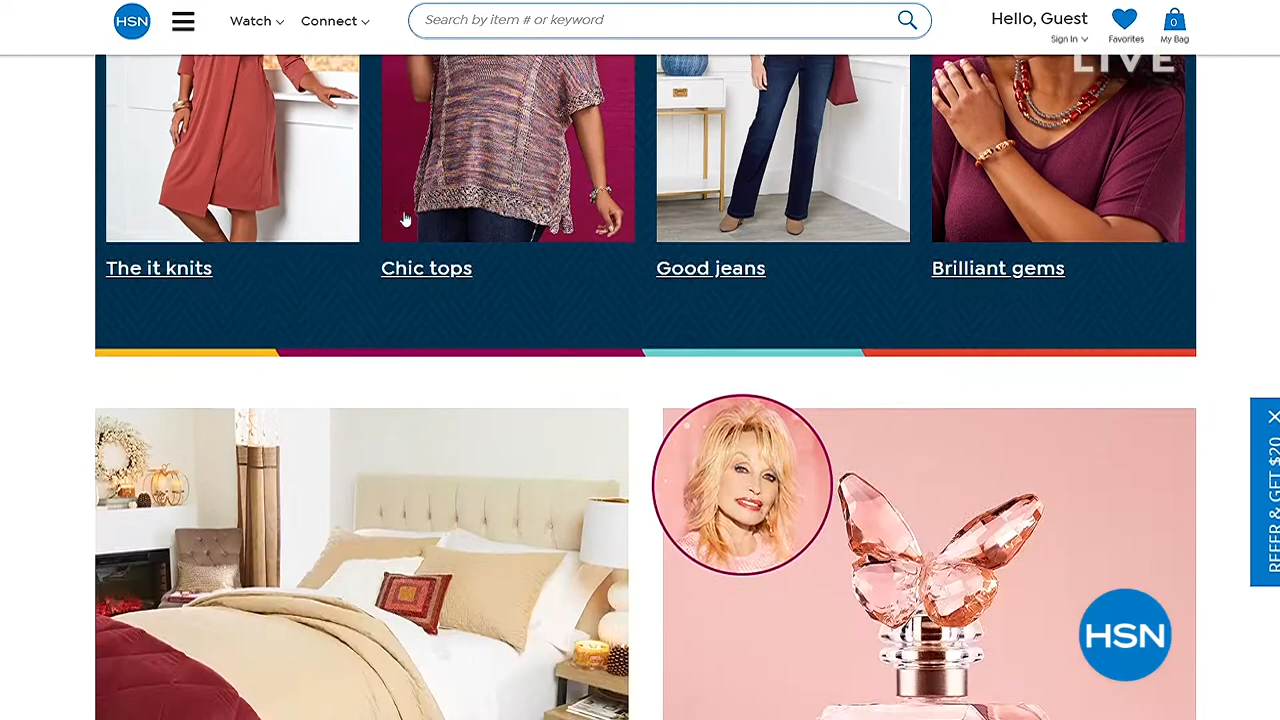 HSN
Watch
Connect
Search by item # or keyword
Hello, Guest
Sign In
Favorites
0
My Bag
LIVE
The it knits
Chic tops
Good jeans
Brilliant gems
REFER & GET $20
HSN